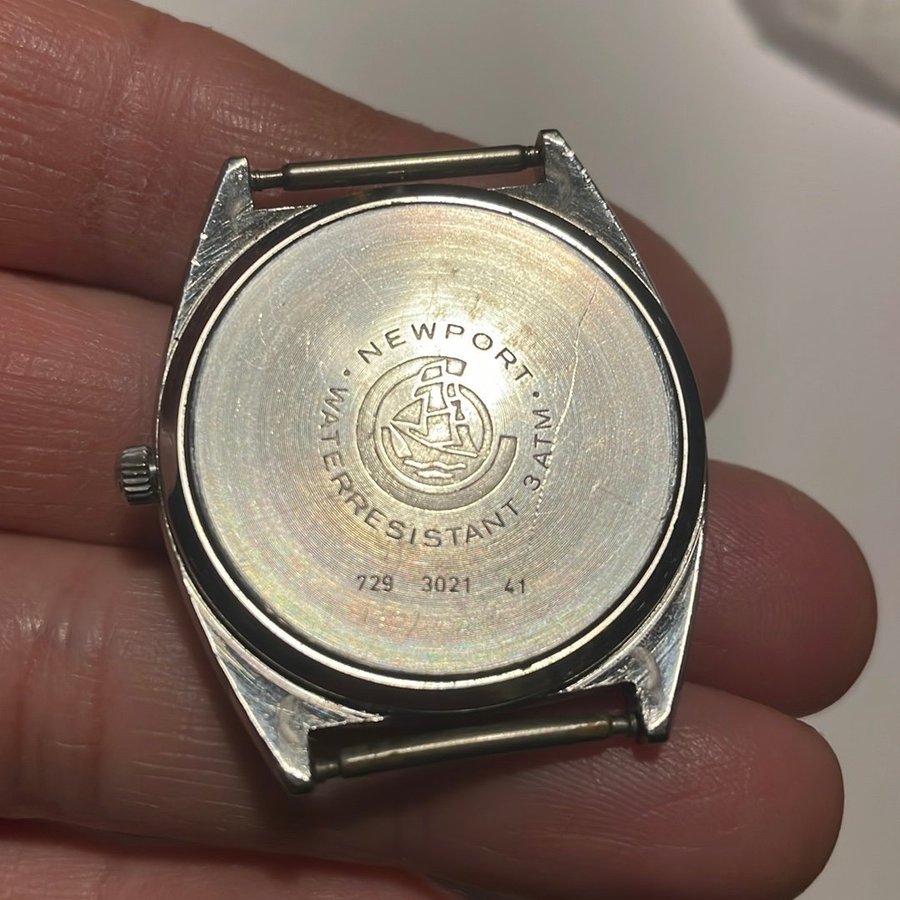 • NEWPORT •
WATERRESISTANT 3 ATM
729 3021 41